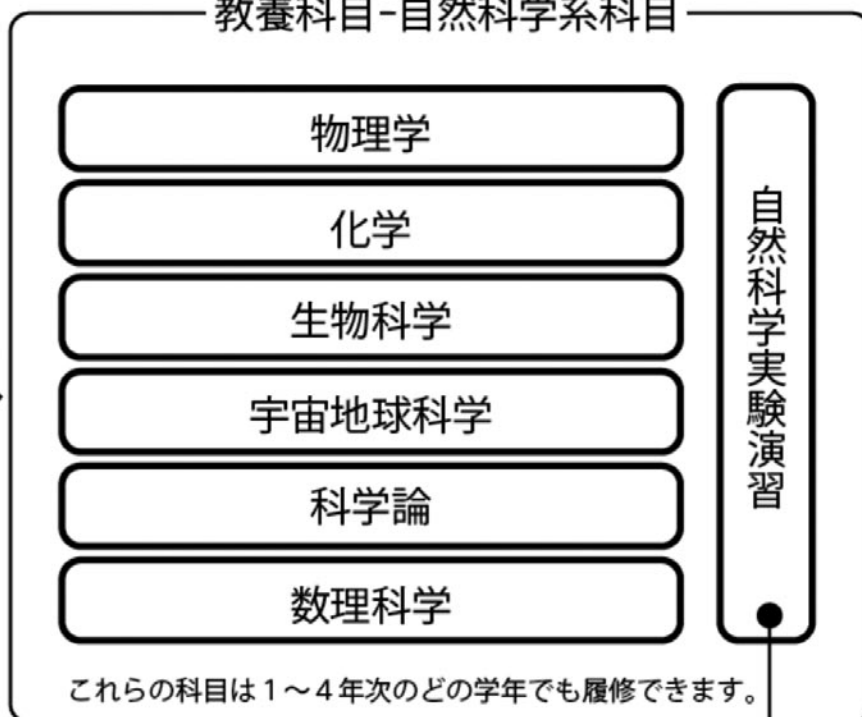 教養科目−自然科学系科目
物理学
化学
生物科学
宇宙地球科学
科学論
数理科学
自然科学実験演習
これらの科目は1〜4年次のどの学年でも履修できます。